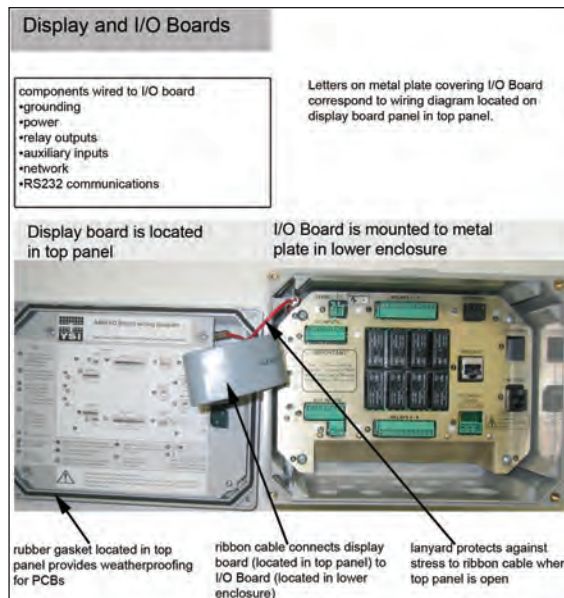 Display and I/O Boards
components wired to I/O board
•grounding
•power
•relay outputs
•auxiliary inputs
•network
•RS232 communications
Letters on metal plate covering I/O Board
correspond to wiring diagram located on
display board panel in top panel.
Display board is located
in top panel
I/O Board is mounted to metal
plate in lower enclosure
YSI
IMPORTANT
rubber gasket located in top
panel provides weatherproofing
for PCBs
ribbon cable connects display
board (located in top panel) to
I/O Board (located in lower
enclosure)
lanyard protects against
stress to ribbon cable when
top panel is open